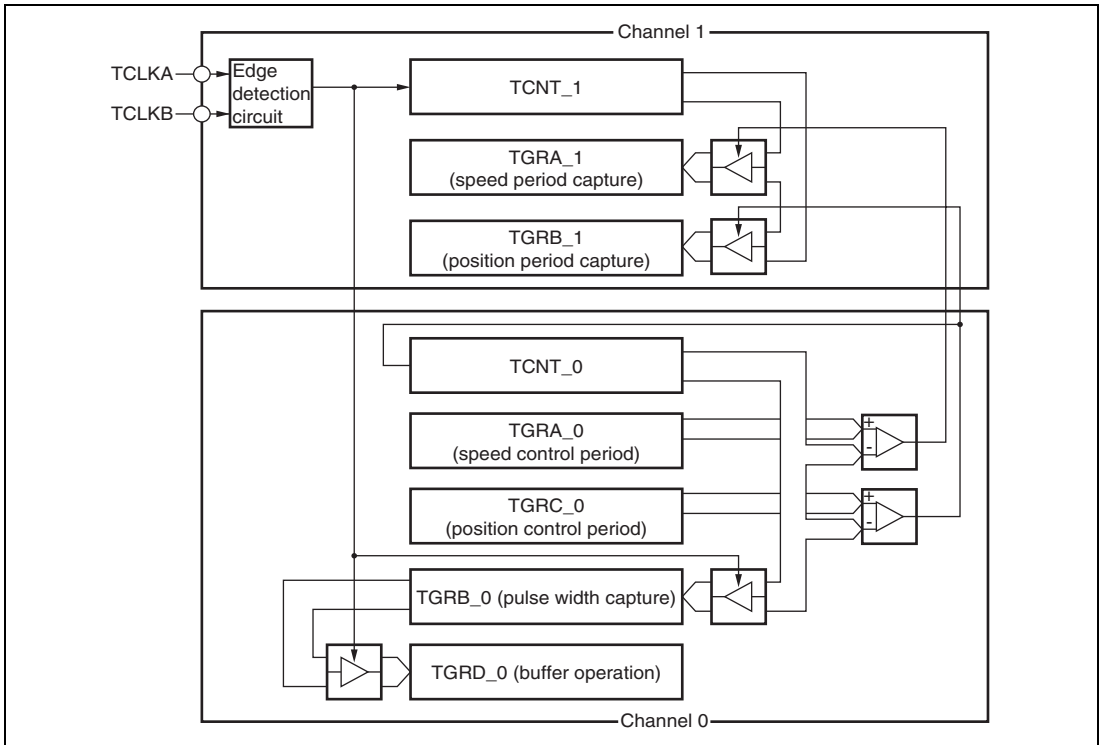 Channel 1
TCLKA
TCLKB
Edge
detection
circuit
TCNT_1
TGRA_1
(speed period capture)
TGRB_1
(position period capture)
TCNT_0
TGRA_0
(speed control period)
+
-
TGRC_0
(position control period)
+
-
TGRB_0 (pulse width capture)
TGRD_0 (buffer operation)
Channel 0